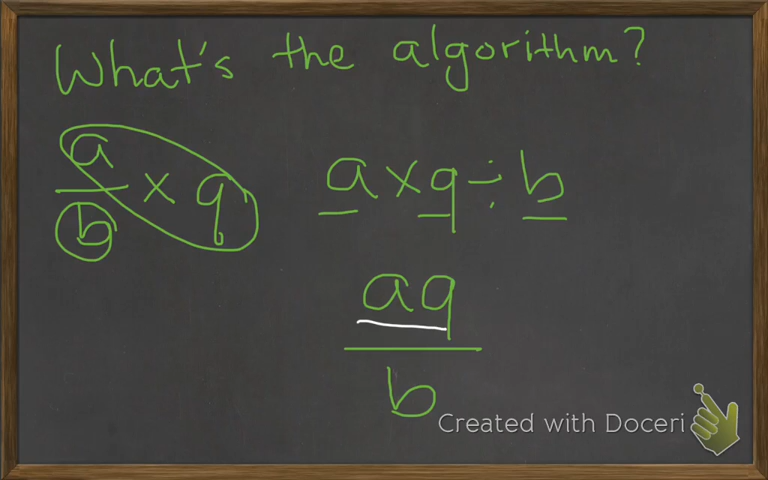 What's the algorithm?
a/b × q
a × q ÷ b
aq
b
Created with Doceri